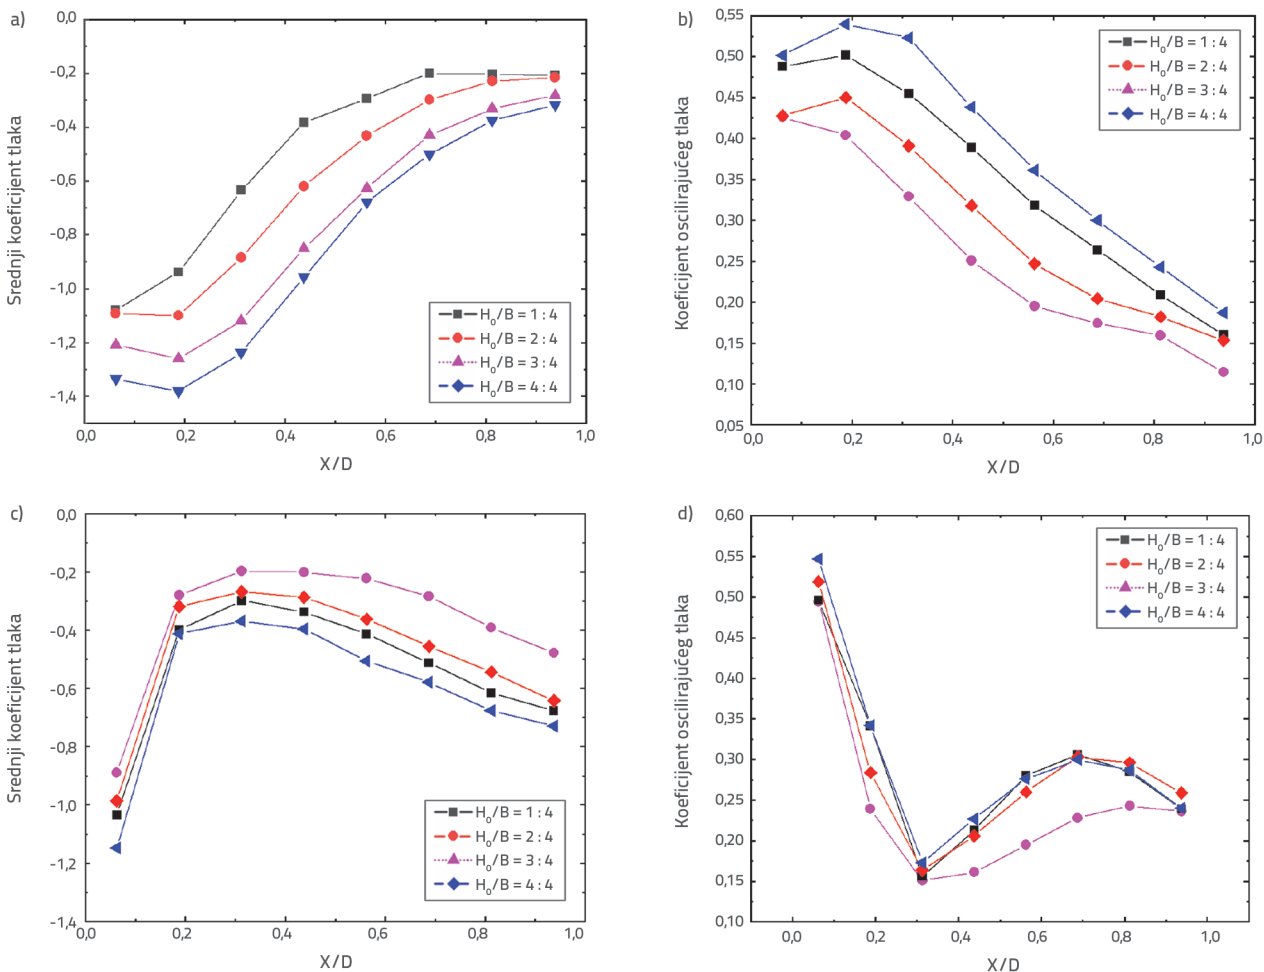 a)
Srednji koeficijent tlaka
0,0
-0,2
-0,4
-0,6
-0,8
-1,0
-1,2
-1,4
0,0 0,2 0,4 0,6 0,8 1,0
X/D
H₀/B = 1 : 4
H₀/B = 2 : 4
H₀/B = 3 : 4
H₀/B = 4 : 4
b)
Koeficijent oscilirajućeg tlaka
0,55
0,50
0,45
0,40
0,35
0,30
0,25
0,20
0,15
0,10
0,05
0,0 0,2 0,4 0,6 0,8 1,0
X/D
H₀/B = 1 : 4
H₀/B = 2 : 4
H₀/B = 3 : 4
H₀/B = 4 : 4
c)
Srednji koeficijent tlaka
0,0
-0,2
-0,4
-0,6
-0,8
-1,0
-1,2
-1,4
0,0 0,2 0,4 0,6 0,8 1,0
X/D
H₀/B = 1 : 4
H₀/B = 2 : 4
H₀/B = 3 : 4
H₀/B = 4 : 4
d)
Koeficijent oscilirajućeg tlaka
0,60
0,55
0,50
0,45
0,40
0,35
0,30
0,25
0,20
0,15
0,10
0,0 0,2 0,4 0,6 0,8 1,0
X/D
H₀/B = 1 : 4
H₀/B = 2 : 4
H₀/B = 3 : 4
H₀/B = 4 : 4